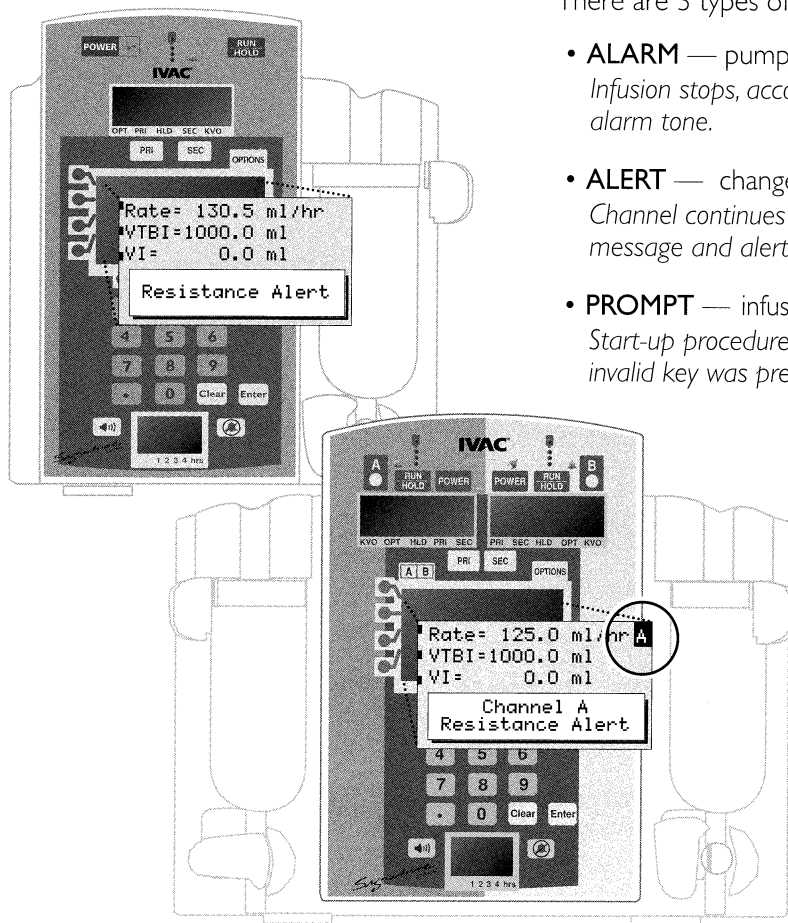 There are 3 types of
• ALARM — pump
Infusion stops, acco
alarm tone.
• ALERT — change
Channel continues
message and alert
• PROMPT — infus
Start-up procedure
invalid key was pre
POWER
RUN
HOLD
IVAC
OPT PRI HLD SEC KVO
PRI SEC
OPTIONS
Rate= 130.5 ml/hr
VTBI=1000.0 ml
VI= 0.0 ml
Resistance Alert
4 5 6
7 8 9
• 0 Clear Enter
1 2 3 4 hrs
Signature
IVAC
A RUN HOLD POWER POWER RUN HOLD B
KVO OPT HLD PRI SEC PRI SEC HLD OPT KVO
PRI SEC
A B
OPTIONS
Rate= 125.0 ml/hr A
VTBI=1000.0 ml
VI= 0.0 ml
Channel A
Resistance Alert
4 5 6
7 8 9
• 0 Clear Enter
1 2 3 4 hrs
Signature